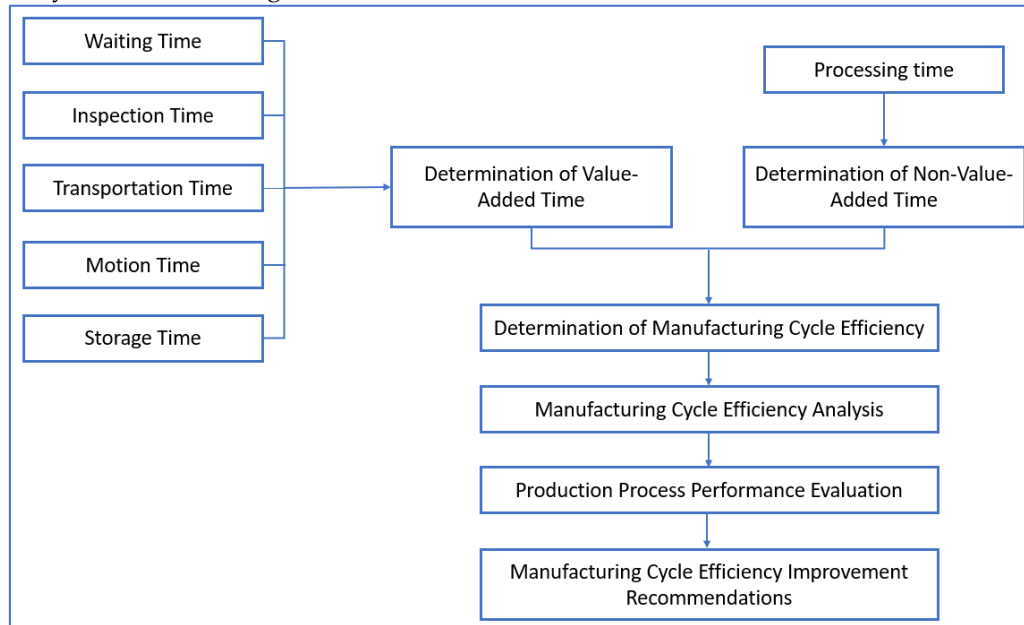 Waiting Time
Inspection Time
Transportation Time
Motion Time
Storage Time
Processing time
Determination of Value-
Added Time
Determination of Non-Value-
Added Time
Determination of Manufacturing Cycle Efficiency
Manufacturing Cycle Efficiency Analysis
Production Process Performance Evaluation
Manufacturing Cycle Efficiency Improvement
Recommendations